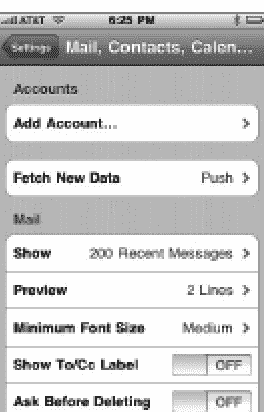 AT&T 6:25 PM
Settings Mail, Contacts, Calen...
Accounts
Add Account...
Fetch New Data Push
Mail
Show 200 Recent Messages
Preview 2 Lines
Minimum Font Size Medium
Show To/Cc Label OFF
Ask Before Deleting OFF